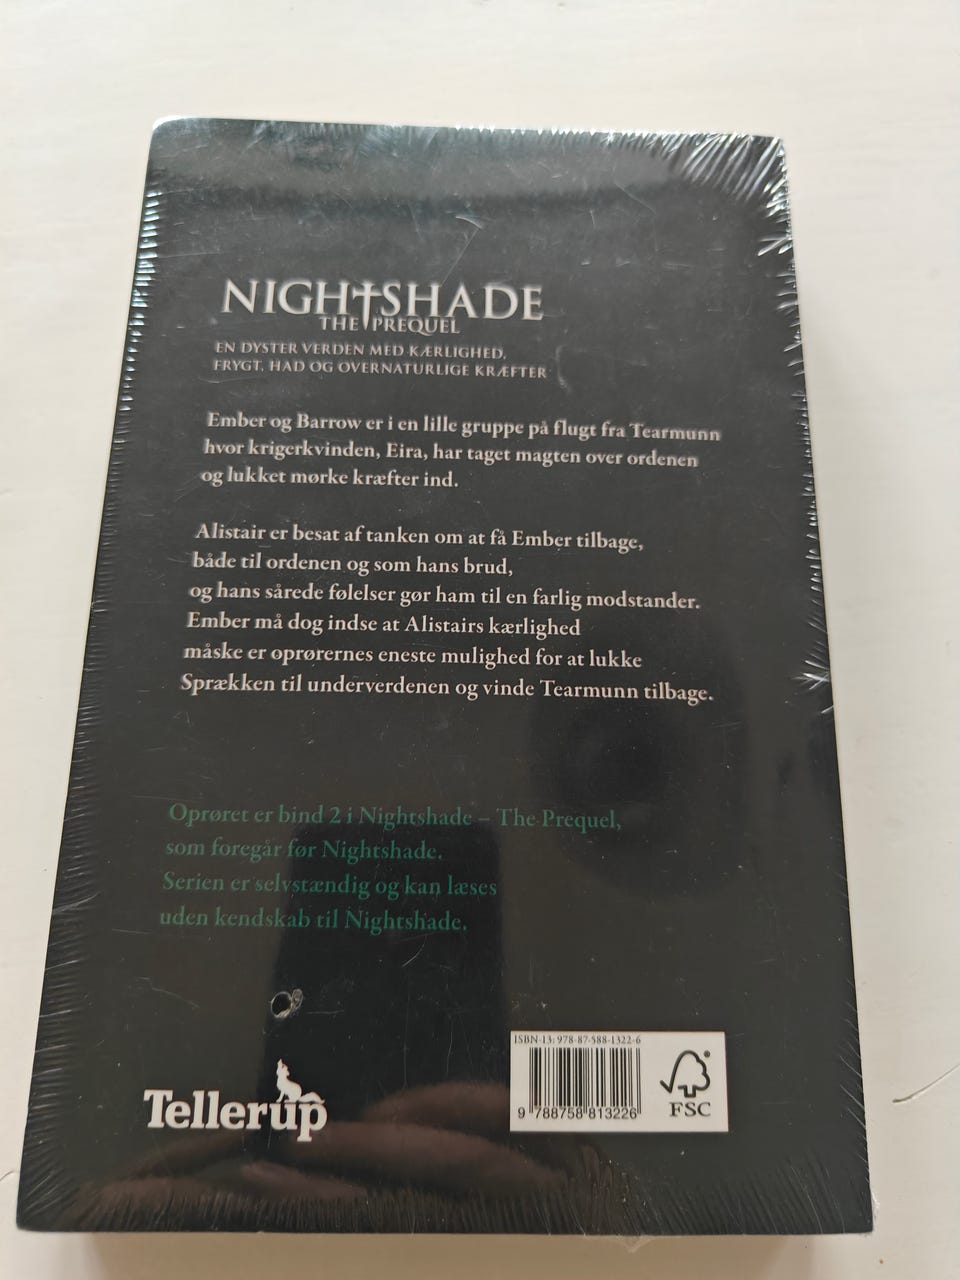 NIGHTSHADE
THE PREQUEL
EN DYSTER VERDEN MED KÆRLIGHED,
FRYGT, HAD OG OVERNATURLIGE KRÆFTER
Ember og Barrow er i en lille gruppe på flugt fra Tearmunn
hvor krigerkvinden, Eira, har taget magten over ordenen
og lukket mørke kræfter ind.
Alistair er besat af tanken om at få Ember tilbage,
både til ordenen og som hans brud,
og hans sårede følelser gør ham til en farlig modstander.
Ember må dog indse at Alistairs kærlighed
måske er oprørernes eneste mulighed for at lukke
Sprækken til underverdenen og vinde Tearmunn tilbage.
Oprøret er bind 2 i Nightshade – The Prequel,
som foregår før Nightshade.
Serien er selvstændig og kan læses
uden kendskab til Nightshade.
ISBN-13: 978-87-588-1322-6
9 788758 813226
FSC
®
Tellerup